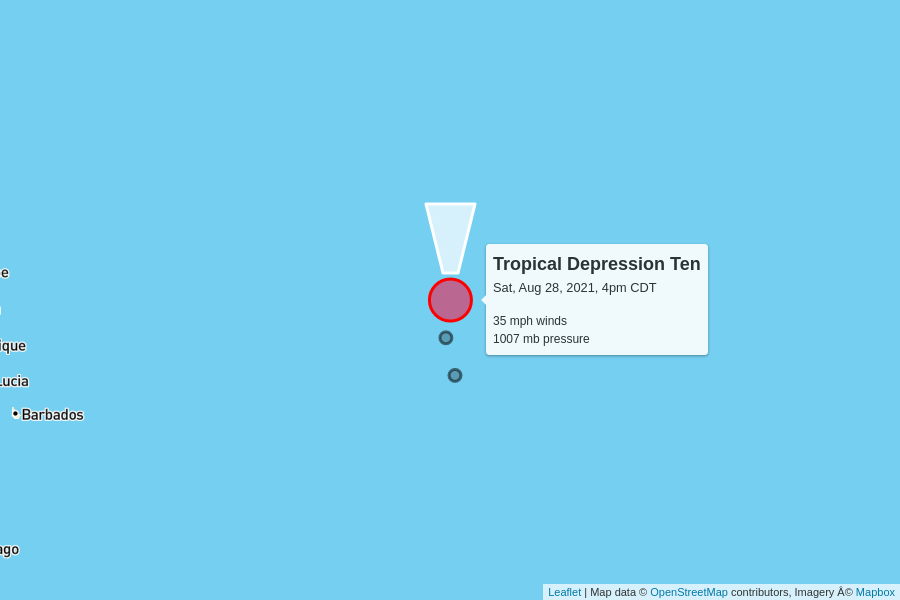 Tropical Depression Ten
Sat, Aug 28, 2021, 4pm CDT
35 mph winds
1007 mb pressure
e
ique
Lucia
Barbados
ago
Leaflet | Map data © OpenStreetMap contributors, Imagery Â© Mapbox